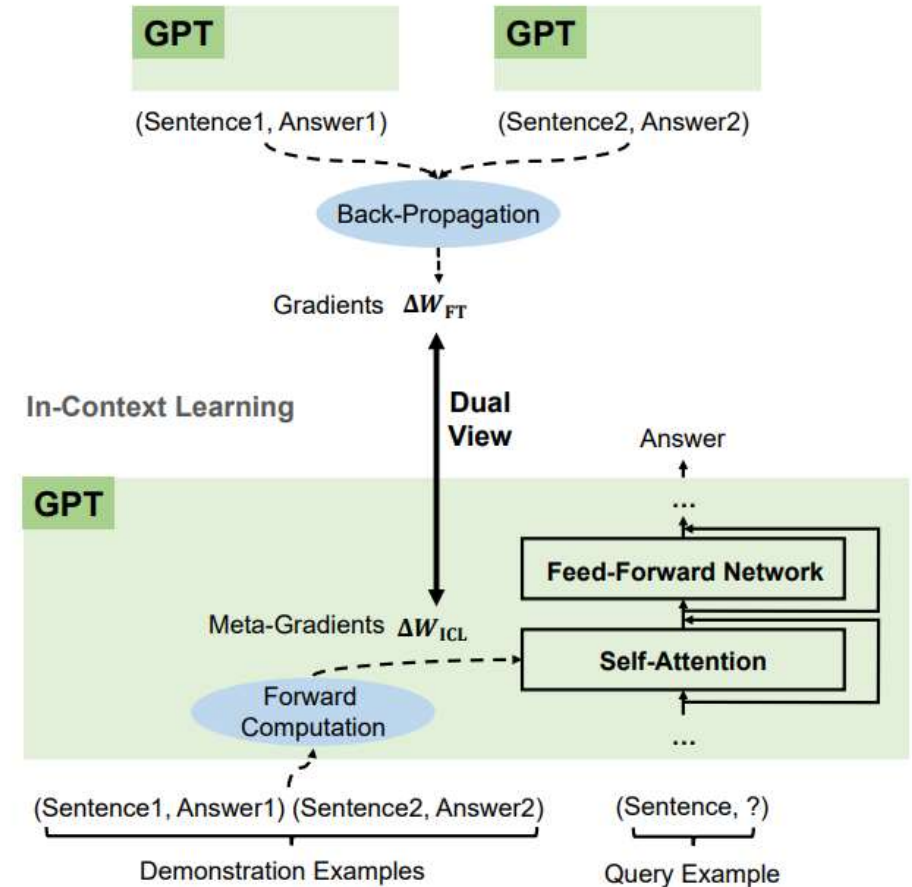 GPT
GPT
(Sentence1, Answer1)
(Sentence2, Answer2)
Back-Propagation
Gradients ΔW_FT
In-Context Learning
Dual
View
Answer
GPT
...
Feed-Forward Network
Meta-Gradients ΔW_ICL
Self-Attention
Forward
Computation
...
(Sentence1, Answer1) (Sentence2, Answer2)
(Sentence, ?)
Demonstration Examples
Query Example